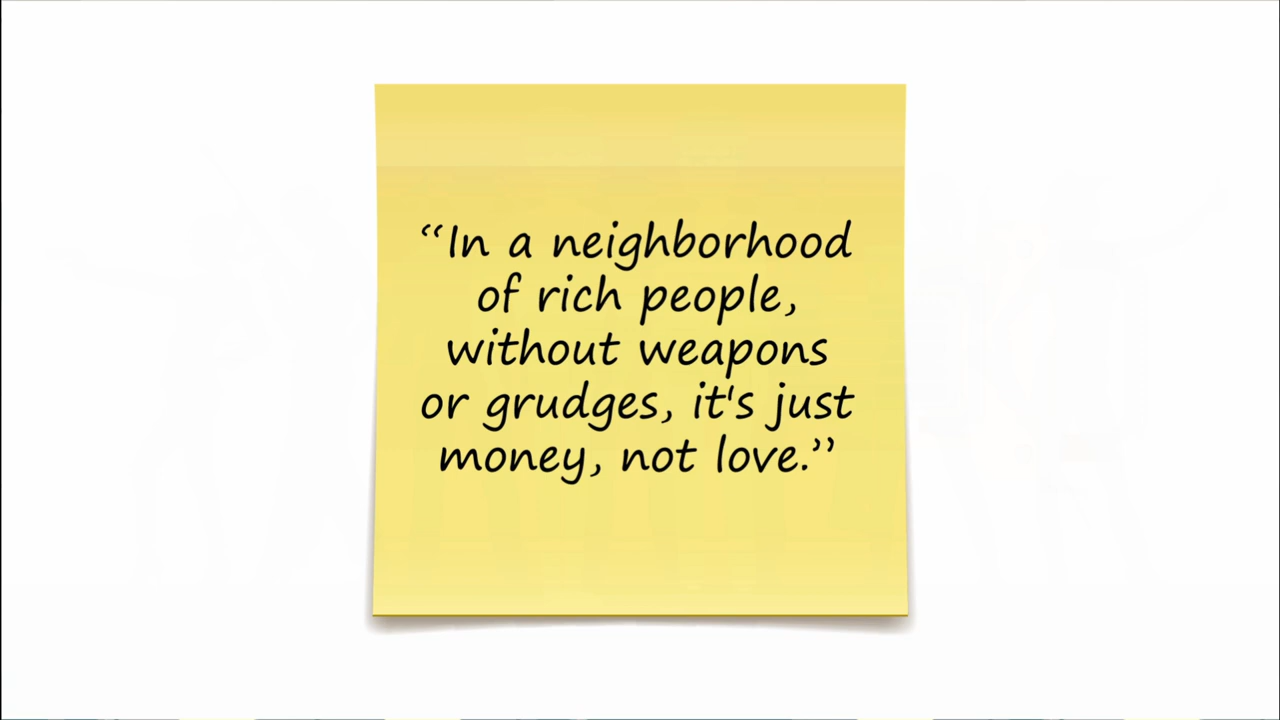 “In a neighborhood
of rich people,
without weapons
or grudges, it's just
money, not love.”